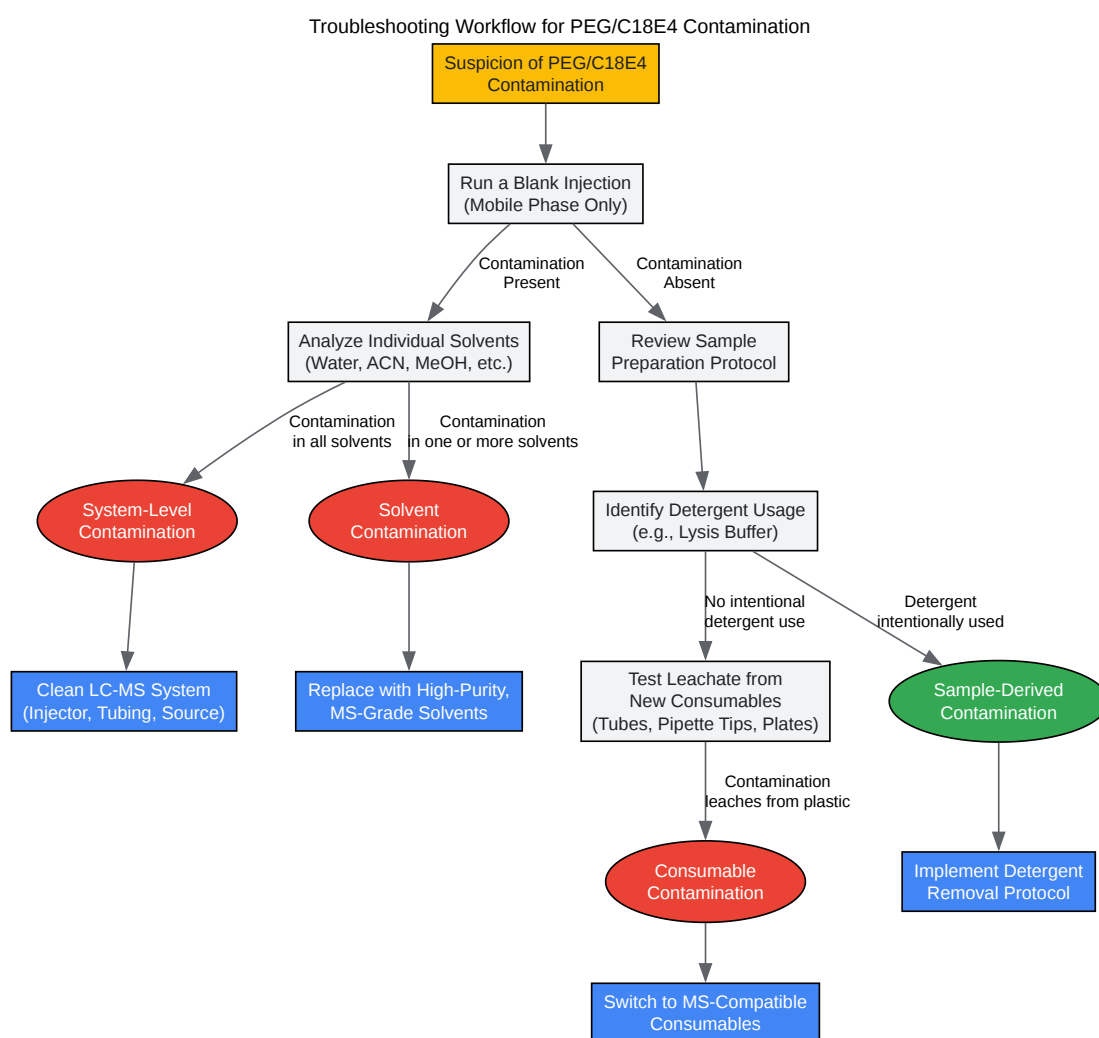 Troubleshooting Workflow for PEG/C18E4 Contamination
Suspicion of PEG/C18E4
Contamination
Run a Blank Injection
(Mobile Phase Only)
Contamination
Present
Contamination
Absent
Analyze Individual Solvents
(Water, ACN, MeOH, etc.)
Review Sample
Preparation Protocol
Contamination
in all solvents
Contamination
in one or more solvents
System-Level
Contamination
Solvent
Contamination
Identify Detergent Usage
(e.g., Lysis Buffer)
No intentional
detergent use
Detergent
intentionally used
Clean LC-MS System
(Injector, Tubing, Source)
Replace with High-Purity,
MS-Grade Solvents
Test Leachate from
New Consumables
(Tubes, Pipette Tips, Plates)
Sample-Derived
Contamination
Contamination
leaches from plastic
Consumable
Contamination
Implement Detergent
Removal Protocol
Switch to MS-Compatible
Consumables